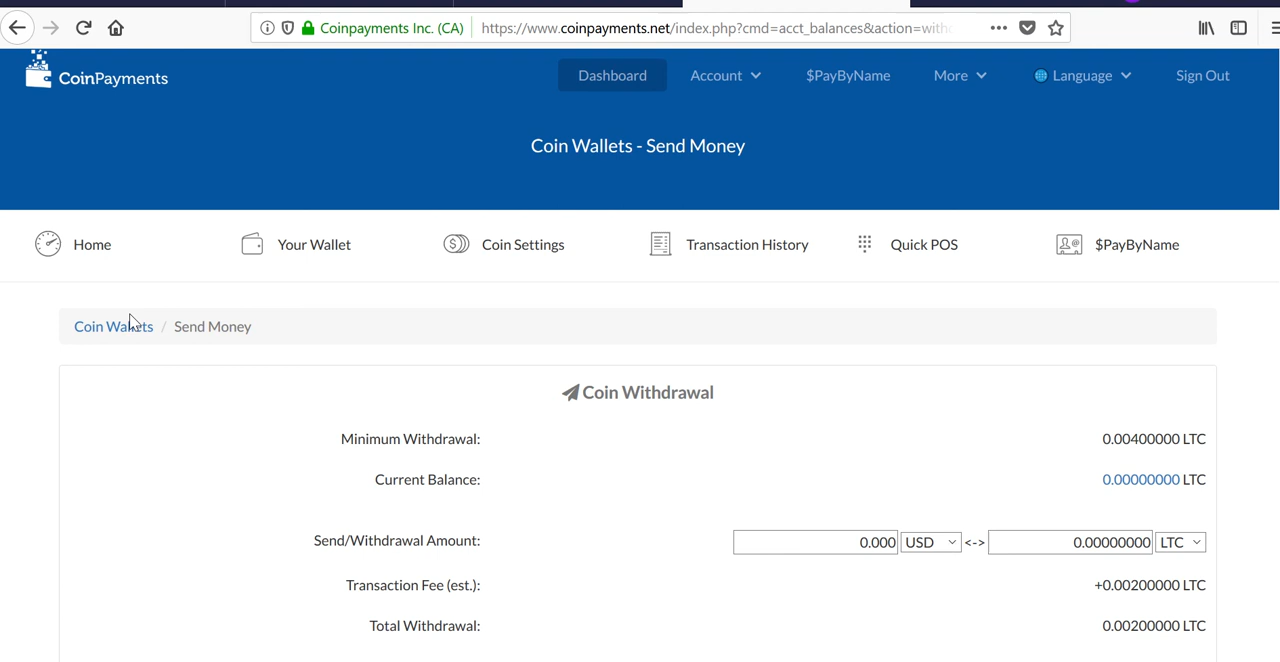 Coinpayments Inc. (CA) https://www.coinpayments.net/index.php?cmd=acct_balances&action=with
CoinPayments Dashboard Account $PayByName More Language Sign Out
Coin Wallets - Send Money
Home Your Wallet Coin Settings Transaction History Quick POS $PayByName
Coin Wallets / Send Money
Coin Withdrawal
Minimum Withdrawal: 0.00400000 LTC
Current Balance: 0.00000000 LTC
Send/Withdrawal Amount: 0.000 USD <-> 0.00000000 LTC
Transaction Fee (est.): +0.00200000 LTC
Total Withdrawal: 0.00200000 LTC